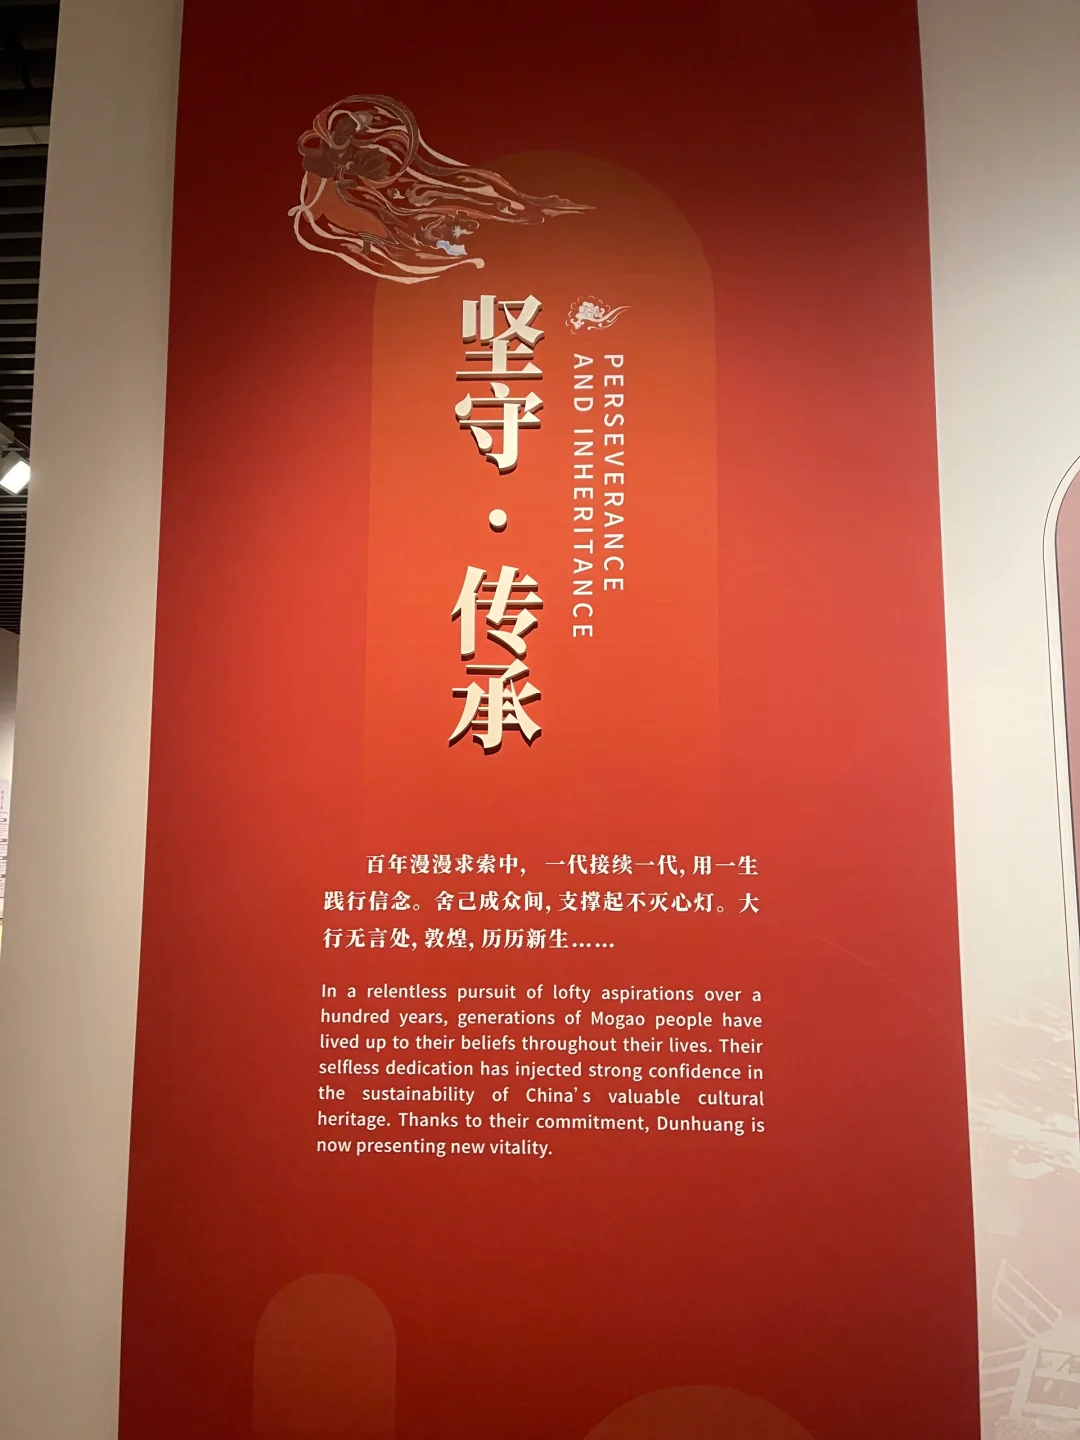 坚守·传承
PERSEVERANCE
AND INHERITANCE
百年漫漫求索中，一代接续一代，用一生
践行信念。舍己成众间，支撑起不灭心灯。大
行无言处，敦煌，历历新生……
In a relentless pursuit of lofty aspirations over a
hundred years, generations of Mogao people have
lived up to their beliefs throughout their lives. Their
selfless dedication has injected strong confidence in
the sustainability of China's valuable cultural
heritage. Thanks to their commitment, Dunhuang is
now presenting new vitality.